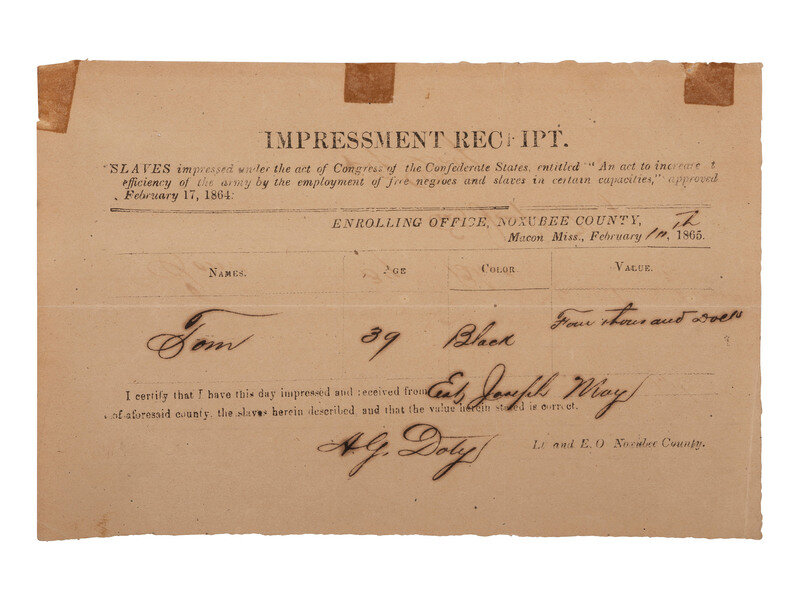 IMPRESSMENT RECEIPT.
SLAVES impressed under the act of Congress of the Confederate States, entitled "An act to increase t
efficiency of the army by the employment of free negroes and slaves in certain capacities," approved
February 17, 1864:
ENROLLING OFFICE, NOXUBEE COUNTY,
Macon Miss., February 10th, 1865.
NAMES. AGE COLOR VALUE.
Tom 39 Black Four thousand Dolls
I certify that I have this day impressed and received from Est, Joseph May
of aforesaid county, the slaves herein described, and that the value herein stated is correct.
A.G. Doty Lt and E. O Noxubee County.